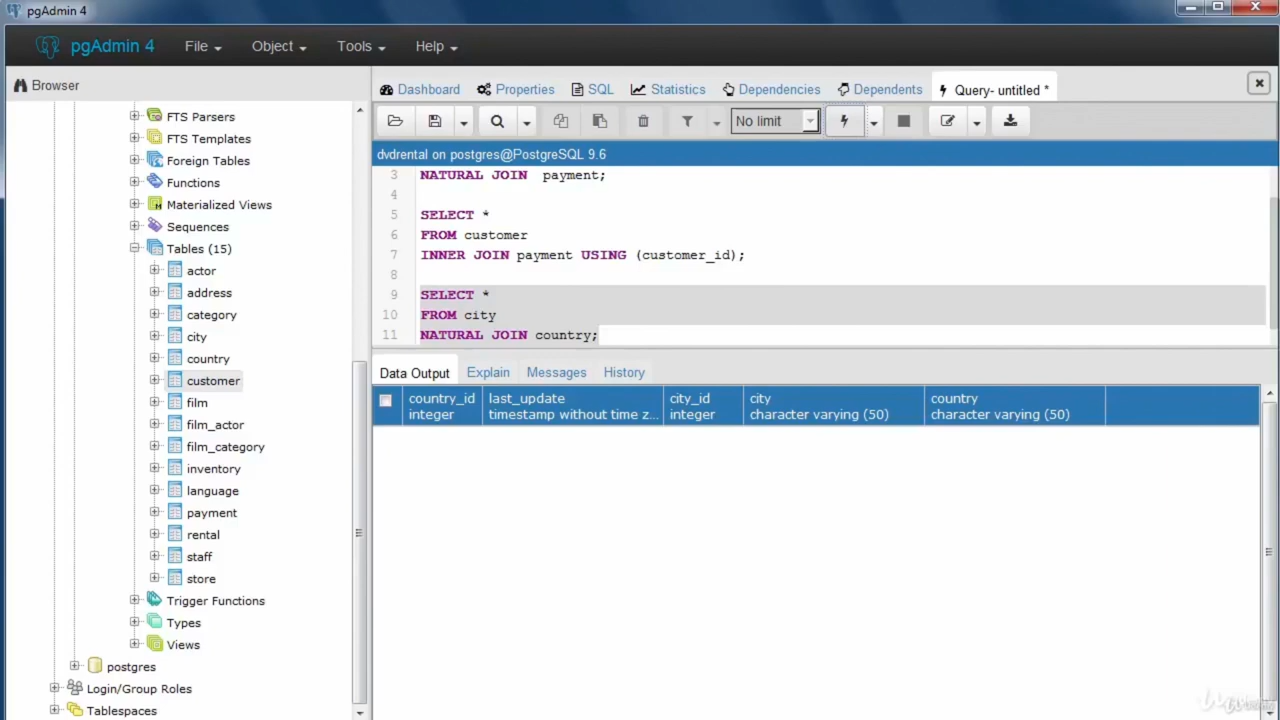 pgAdmin 4
pgAdmin 4 File Object Tools Help
Browser
FTS Parsers
FTS Templates
Foreign Tables
Functions
Materialized Views
Sequences
Tables (15)
actor
address
category
city
country
customer
film
film_actor
film_category
inventory
language
payment
rental
staff
store
Trigger Functions
Types
Views
postgres
Login/Group Roles
Tablespaces
Dashboard Properties SQL Statistics Dependencies Dependents Query- untitled *
No limit
dvdrental on postgres@PostgreSQL 9.6
3 NATURAL JOIN  payment;
4
5 SELECT *
6 FROM customer
7 INNER JOIN payment USING (customer_id);
8
9 SELECT *
10 FROM city
11 NATURAL JOIN country;
Data Output Explain Messages History
country_id last_update city_id city country
integer timestamp without time z... integer character varying (50) character varying (50)